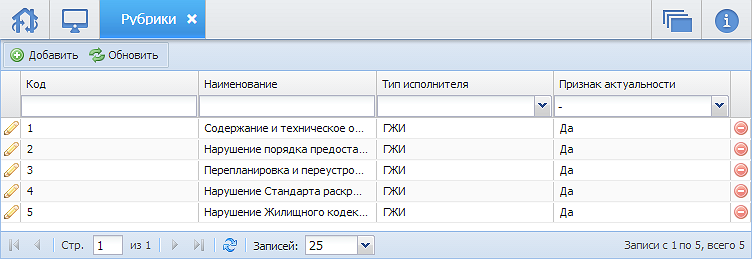 Рубрики
Добавить Обновить
Код Наименование Тип исполнителя Признак актуальности
-
1 Содержание и техническое о... ГЖИ Да
2 Нарушение порядка предоста... ГЖИ Да
3 Перепланировка и переустро... ГЖИ Да
4 Нарушение Стандарта раскр... ГЖИ Да
5 Нарушение Жилищного кодек... ГЖИ Да
Стр. 1 из 1 Записей: 25 Записи с 1 по 5, всего 5